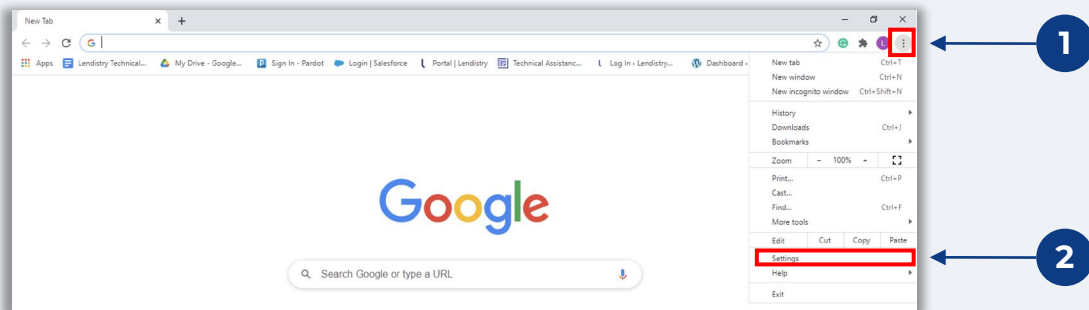 New Tab
1
Apps Lendistry Technical... My Drive - Google... Sign In - Pardot Login | Salesforce Portal | Lendistry Technical Assistanc... Log In ‹ Lendistry... Dashboard ‹
New tab Ctrl+T
New window Ctrl+N
New incognito window Ctrl+Shift+N
History
Downloads Ctrl+J
Bookmarks
Zoom - 100% +
Print... Ctrl+P
Cast...
Find... Ctrl+F
More tools
Edit Cut Copy Paste
Settings
2
Help
Exit
Google
Search Google or type a URL